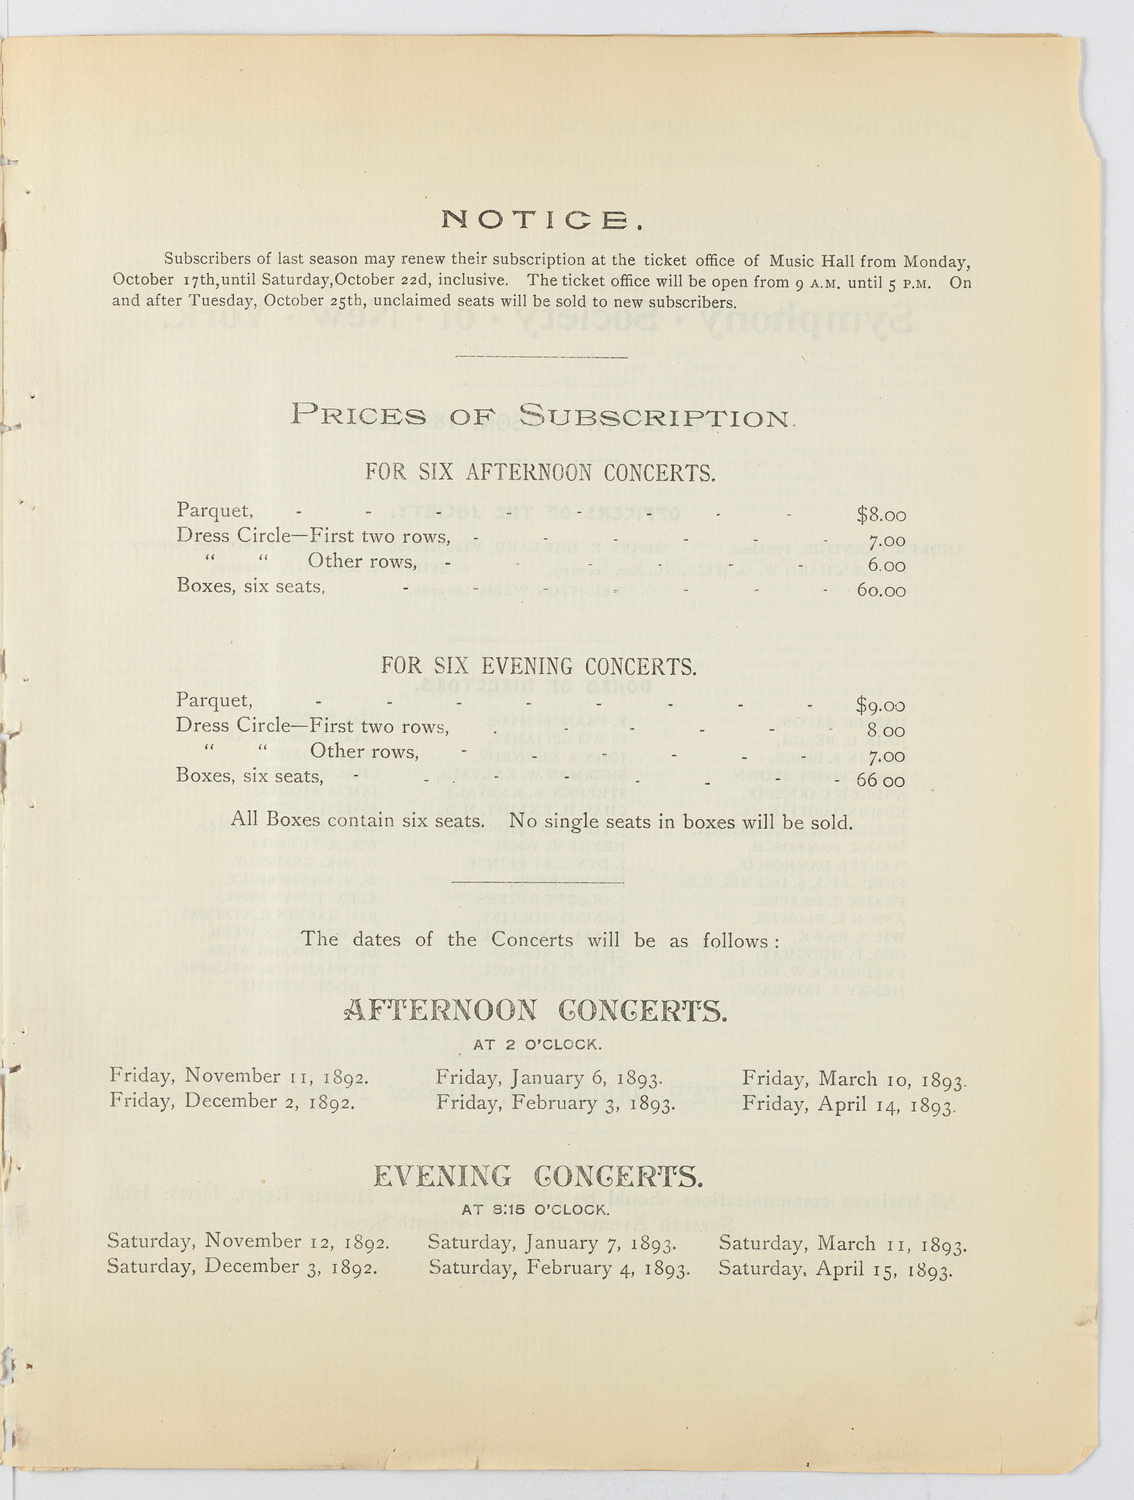 NOTICE.
Subscribers of last season may renew their subscription at the ticket office of Music Hall from Monday,
October 17th,until Saturday,October 22d, inclusive. The ticket office will be open from 9 A.M. until 5 P.M. On
and after Tuesday, October 25th, unclaimed seats will be sold to new subscribers.
PRICES OF SUBSCRIPTION.
FOR SIX AFTERNOON CONCERTS.
Parquet, - - - - - - - - $8.00
Dress Circle—First two rows, - - - - - - 7.00
“ “ Other rows, - - - - - - 6.00
Boxes, six seats, - - - - - - - 60.00
FOR SIX EVENING CONCERTS.
Parquet, - - - - - - - - $9.00
Dress Circle—First two rows, . - - - - - 8 00
“ “ Other rows, - - - - - - 7.00
Boxes, six seats, - - - - - - - - 66 00
All Boxes contain six seats. No single seats in boxes will be sold.
The dates of the Concerts will be as follows :
AFTERNOON CONCERTS.
AT 2 O'CLOCK.
Friday, November 11, 1892. Friday, January 6, 1893. Friday, March 10, 1893.
Friday, December 2, 1892. Friday, February 3, 1893. Friday, April 14, 1893.
EVENING CONCERTS.
AT 8:15 O'CLOCK.
Saturday, November 12, 1892. Saturday, January 7, 1893. Saturday, March 11, 1893.
Saturday, December 3, 1892. Saturday, February 4, 1893. Saturday, April 15, 1893.